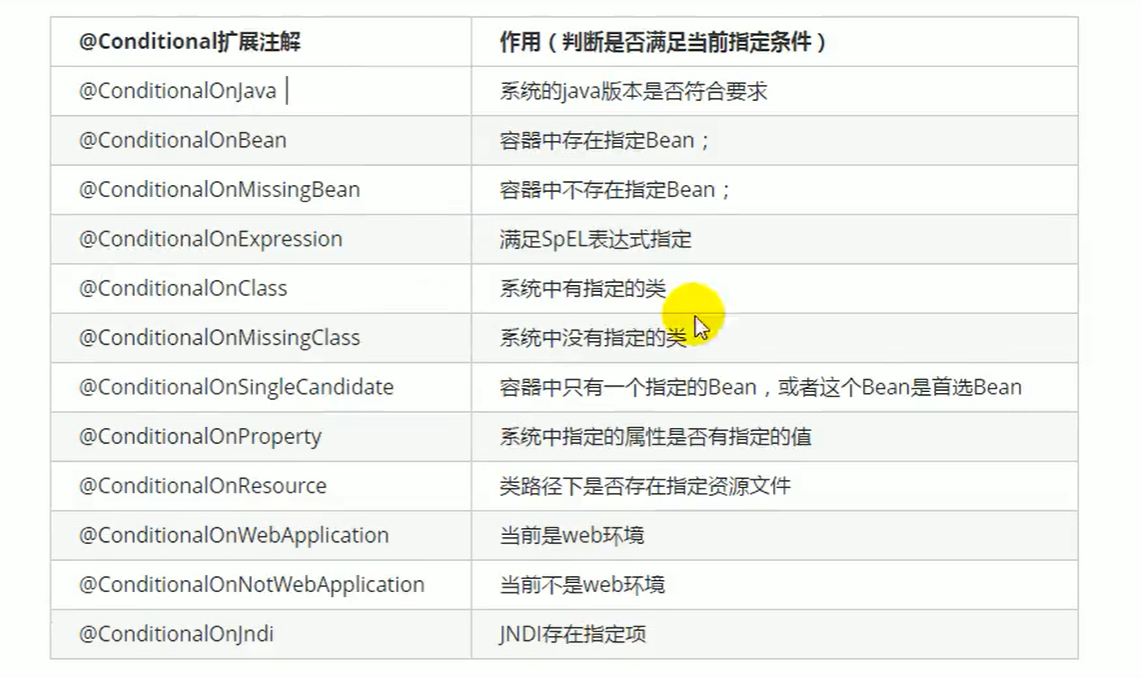 @Conditional扩展注解 作用（判断是否满足当前指定条件）
@ConditionalOnJava 系统的java版本是否符合要求
@ConditionalOnBean 容器中存在指定Bean；
@ConditionalOnMissingBean 容器中不存在指定Bean；
@ConditionalOnExpression 满足SpEL表达式指定
@ConditionalOnClass 系统中有指定的类
@ConditionalOnMissingClass 系统中没有指定的类
@ConditionalOnSingleCandidate 容器中只有一个指定的Bean，或者这个Bean是首选Bean
@ConditionalOnProperty 系统中指定的属性是否有指定的值
@ConditionalOnResource 类路径下是否存在指定资源文件
@ConditionalOnWebApplication 当前是web环境
@ConditionalOnNotWebApplication 当前不是web环境
@ConditionalOnJndi JNDI存在指定项